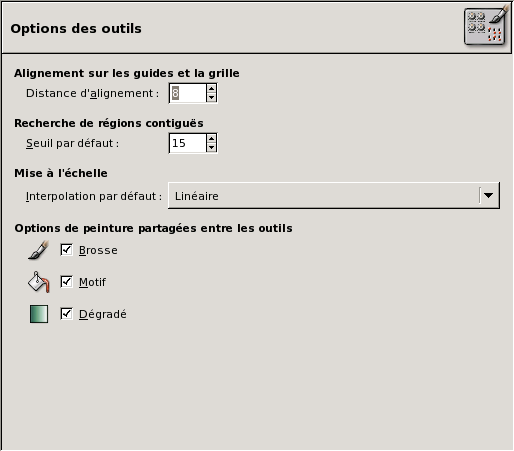 Options des outils
Alignement sur les guides et la grille
Distance d'alignement : 8
Recherche de régions contiguës
Seuil par défaut : 15
Mise à l'échelle
Interpolation par défaut : Linéaire
Options de peinture partagées entre les outils
Brosse
Motif
Dégradé